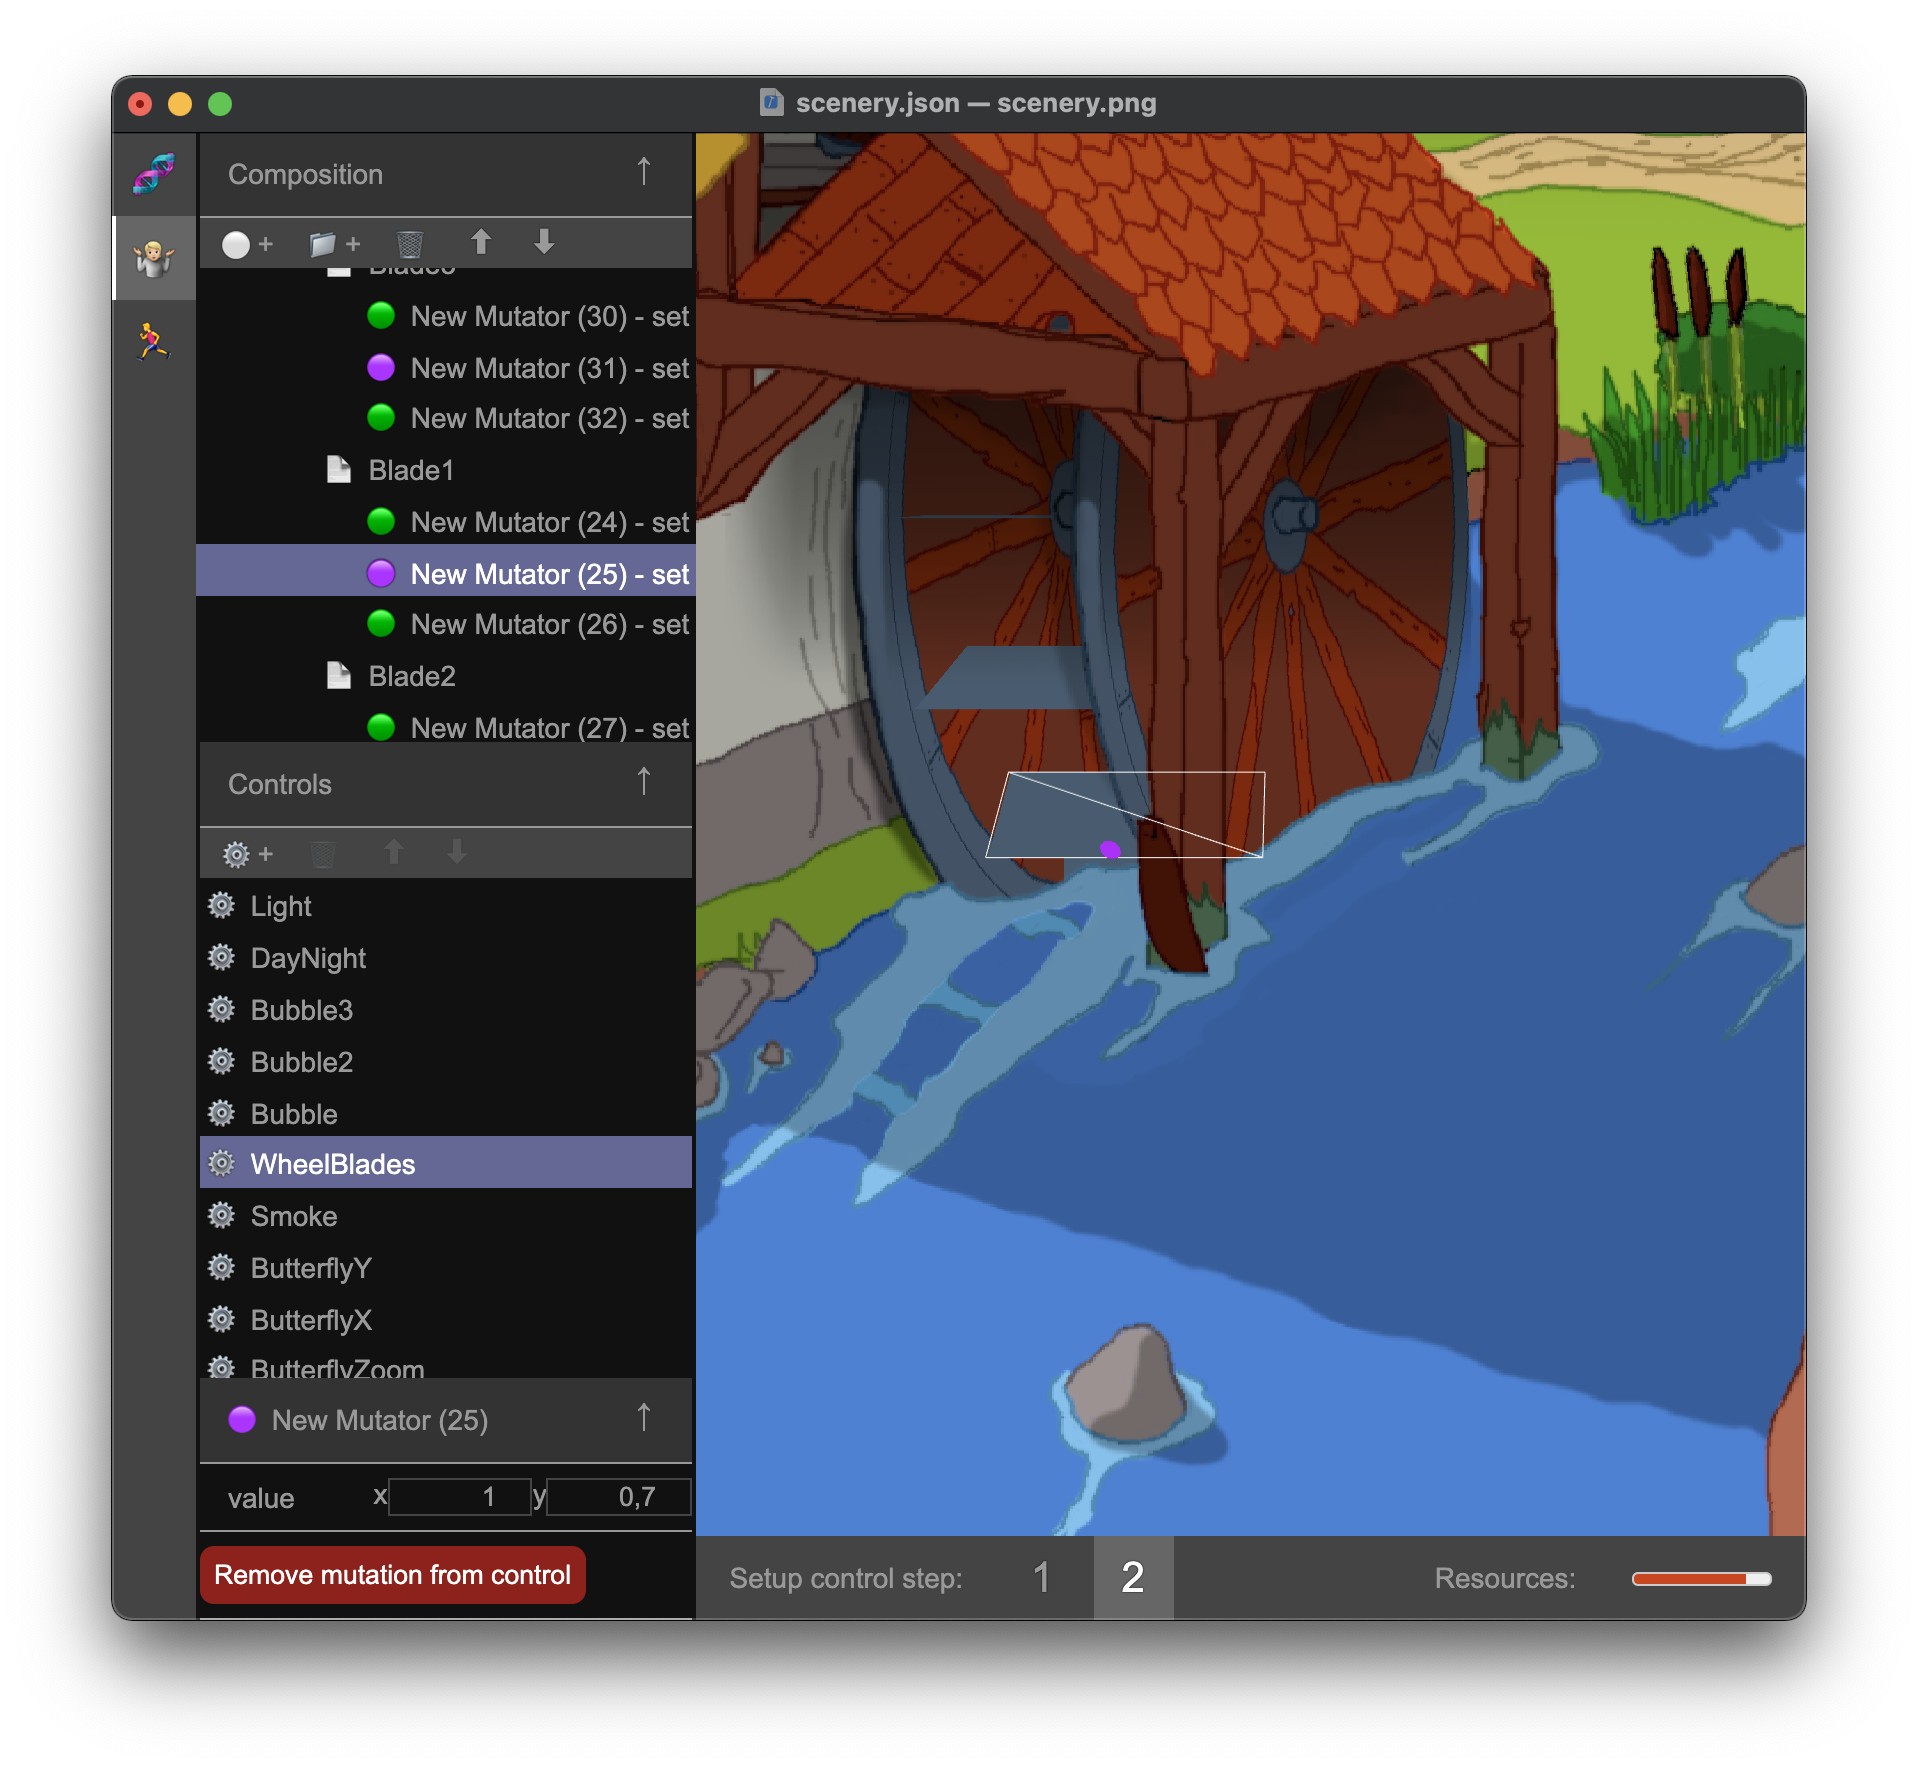 scenery.json — scenery.png
Composition
New Mutator (30) - set
New Mutator (31) - set
New Mutator (32) - set
Blade1
New Mutator (24) - set
New Mutator (25) - set
New Mutator (26) - set
Blade2
New Mutator (27) - set
Controls
Light
DayNight
Bubble3
Bubble2
Bubble
WheelBlades
Smoke
ButterflyY
ButterflyX
ButterflyZoom
New Mutator (25)
value x 1 y 0,7
Remove mutation from control
Setup control step: 1 2 Resources: